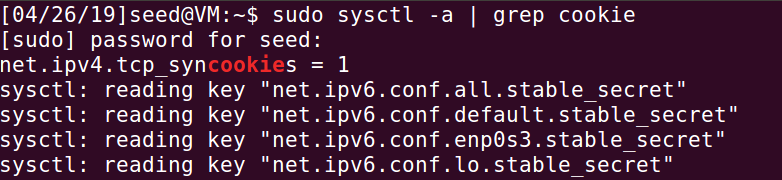 [04/26/19]seed@VM:~$ sudo sysctl -a | grep cookie
[sudo] password for seed:
net.ipv4.tcp_syncookies = 1
sysctl: reading key "net.ipv6.conf.all.stable_secret"
sysctl: reading key "net.ipv6.conf.default.stable_secret"
sysctl: reading key "net.ipv6.conf.enp0s3.stable_secret"
sysctl: reading key "net.ipv6.conf.lo.stable_secret"